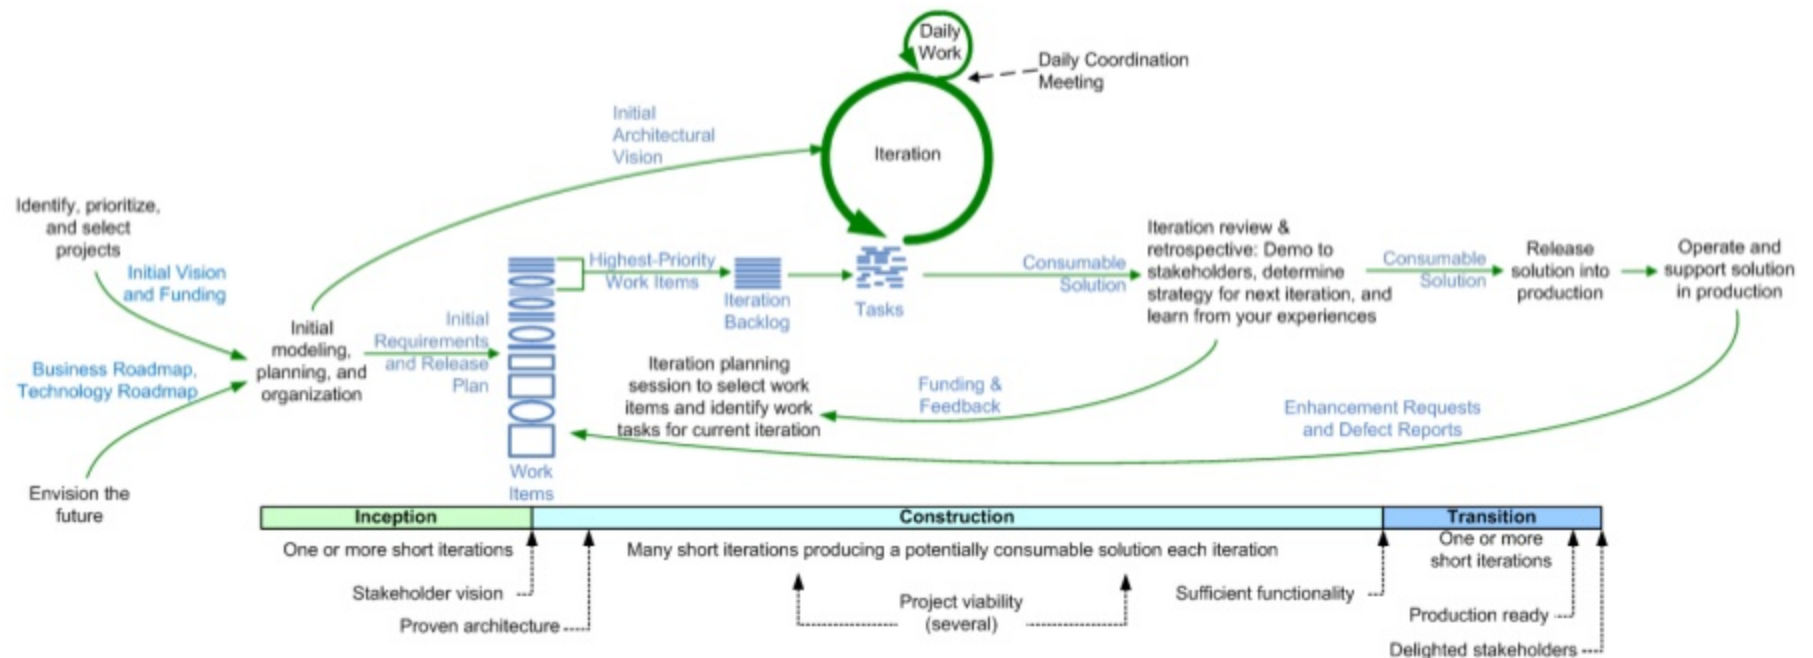 Daily
Work
Daily Coordination
Meeting
Initial
Architectural
Vision
Iteration
Identify, prioritize,
and select
projects
Initial Vision
and Funding
Business Roadmap,
Technology Roadmap
Envision the
future
Initial
modeling,
planning, and
organization
Initial
Requirements
and Release
Plan
Highest-Priority
Work Items
Iteration
Backlog
Tasks
Work
Items
Consumable
Solution
Iteration review &
retrospective: Demo to
stakeholders, determine
strategy for next iteration, and
learn from your experiences
Consumable
Solution
Release
solution into
production
Operate and
support solution
in production
Iteration planning
session to select work
items and identify work
tasks for current iteration
Funding &
Feedback
Enhancement Requests
and Defect Reports
Inception
Construction
Transition
One or more short iterations
Many short iterations producing a potentially consumable solution each iteration
One or more
short iterations
Stakeholder vision
Proven architecture
Project viability
(several)
Sufficient functionality
Production ready
Delighted stakeholders